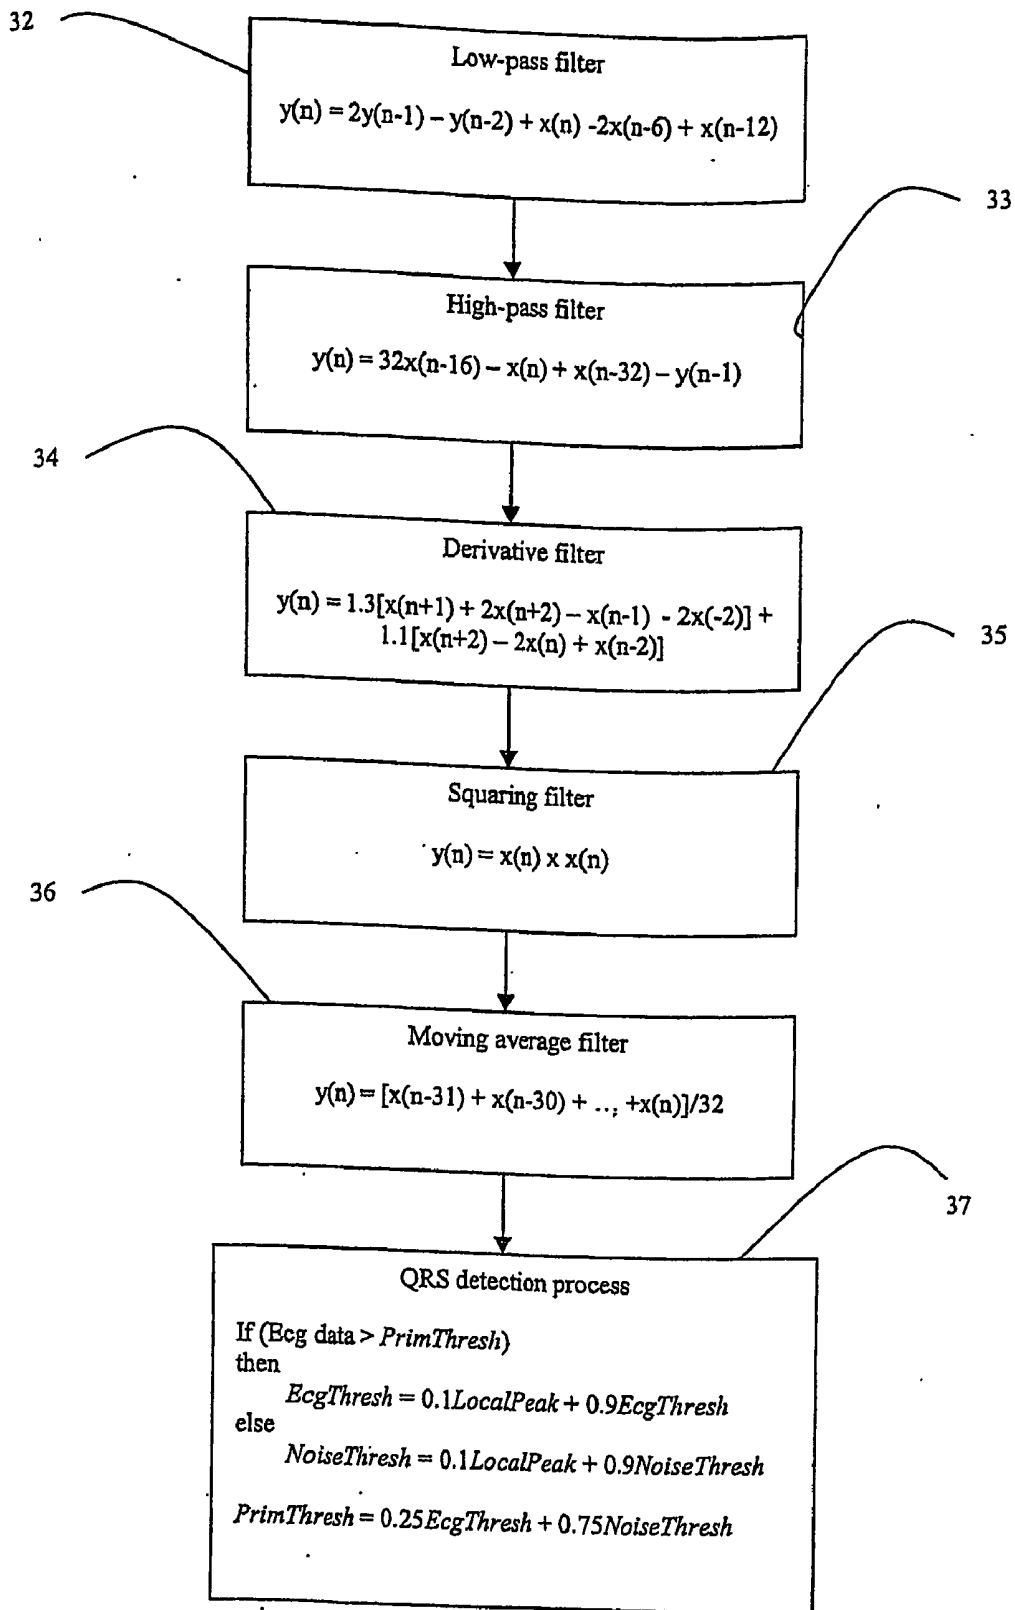 32
Low-pass filter
y(n) = 2y(n-1) – y(n-2) + x(n) -2x(n-6) + x(n-12)
33
High-pass filter
y(n) = 32x(n-16) – x(n) + x(n-32) – y(n-1)
34
Derivative filter
y(n) = 1.3[x(n+1) + 2x(n+2) – x(n-1) - 2x(-2)] +
1.1[x(n+2) – 2x(n) + x(n-2)]
35
Squaring filter
y(n) = x(n) x x(n)
36
Moving average filter
y(n) = [x(n-31) + x(n-30) + .., +x(n)]/32
37
QRS detection process
If (Ecg data > PrimThresh)
then
EcgThresh = 0.1LocalPeak + 0.9EcgThresh
else
NoiseThresh = 0.1LocalPeak + 0.9NoiseThresh
PrimThresh = 0.25EcgThresh + 0.75NoiseThresh